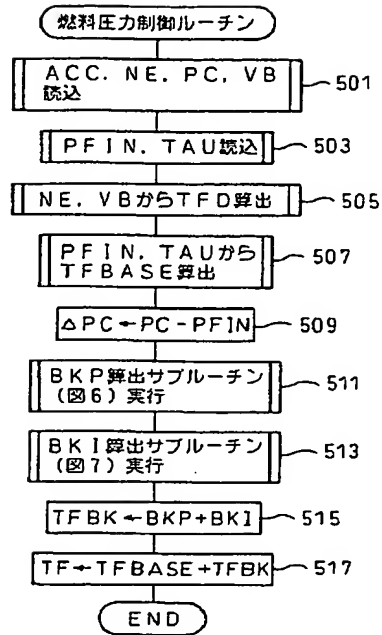 燃料圧力制御ルーチン
ACC. NE. PC. VB
読込
501
PFIN. TAU読込
503
NE. VBからTFD算出
505
PFIN. TAUから
TFBASE算出
507
△PC←PC-PFIN
509
BKP算出サブルーチン
(図6)実行
511
BKI算出サブルーチン
(図7)実行
513
TFBK←BKP+BKI
515
TF←TFBASE+TFBK
517
END